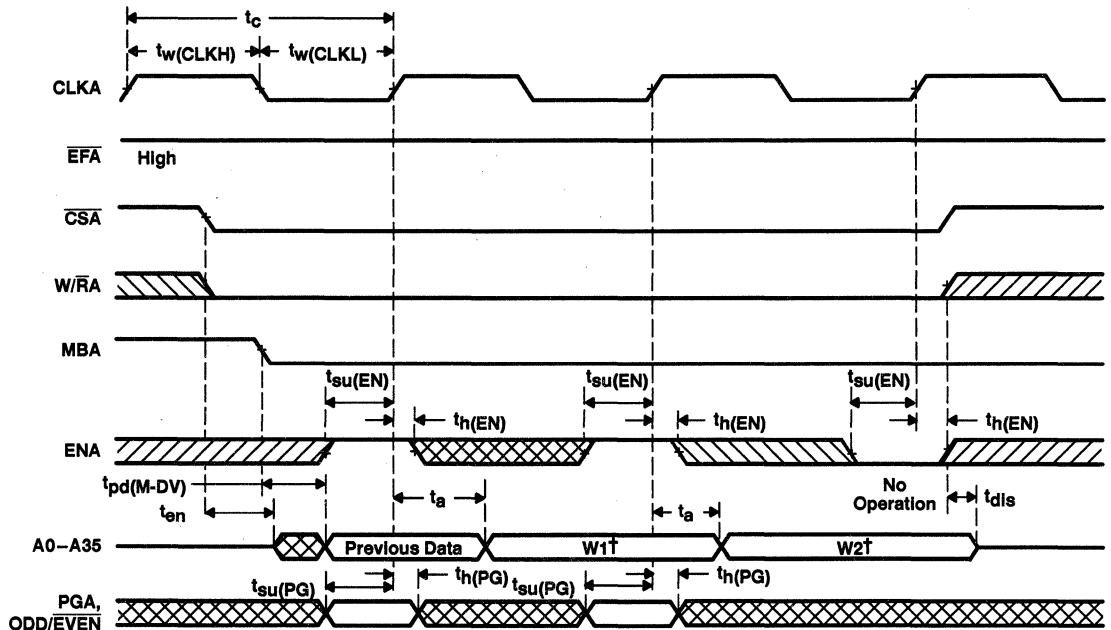 tc
tw(CLKH) tw(CLKL)
CLKA
EFA High
CSA
W/RA
MBA
tsu(EN) tsu(EN) tsu(EN)
th(EN) th(EN) th(EN)
ENA
tpd(M-DV) ta No
Operation
ten ta tdis
A0–A35 Previous Data W1† W2†
tsu(PG) th(PG) tsu(PG) th(PG)
PGA,
ODD/EVEN